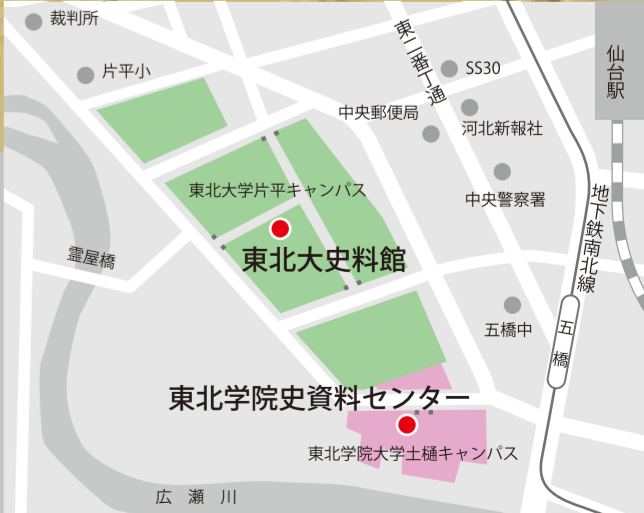 裁判所
片平小
東二番丁通
SS30
仙台駅
中央郵便局
河北新報社
中央警察署
東北大学片平キャンパス
地下鉄南北線
東北大史料館
霊屋橋
五橋中
五橋
東北学院史資料センター
東北学院大学土樋キャンパス
広瀬川